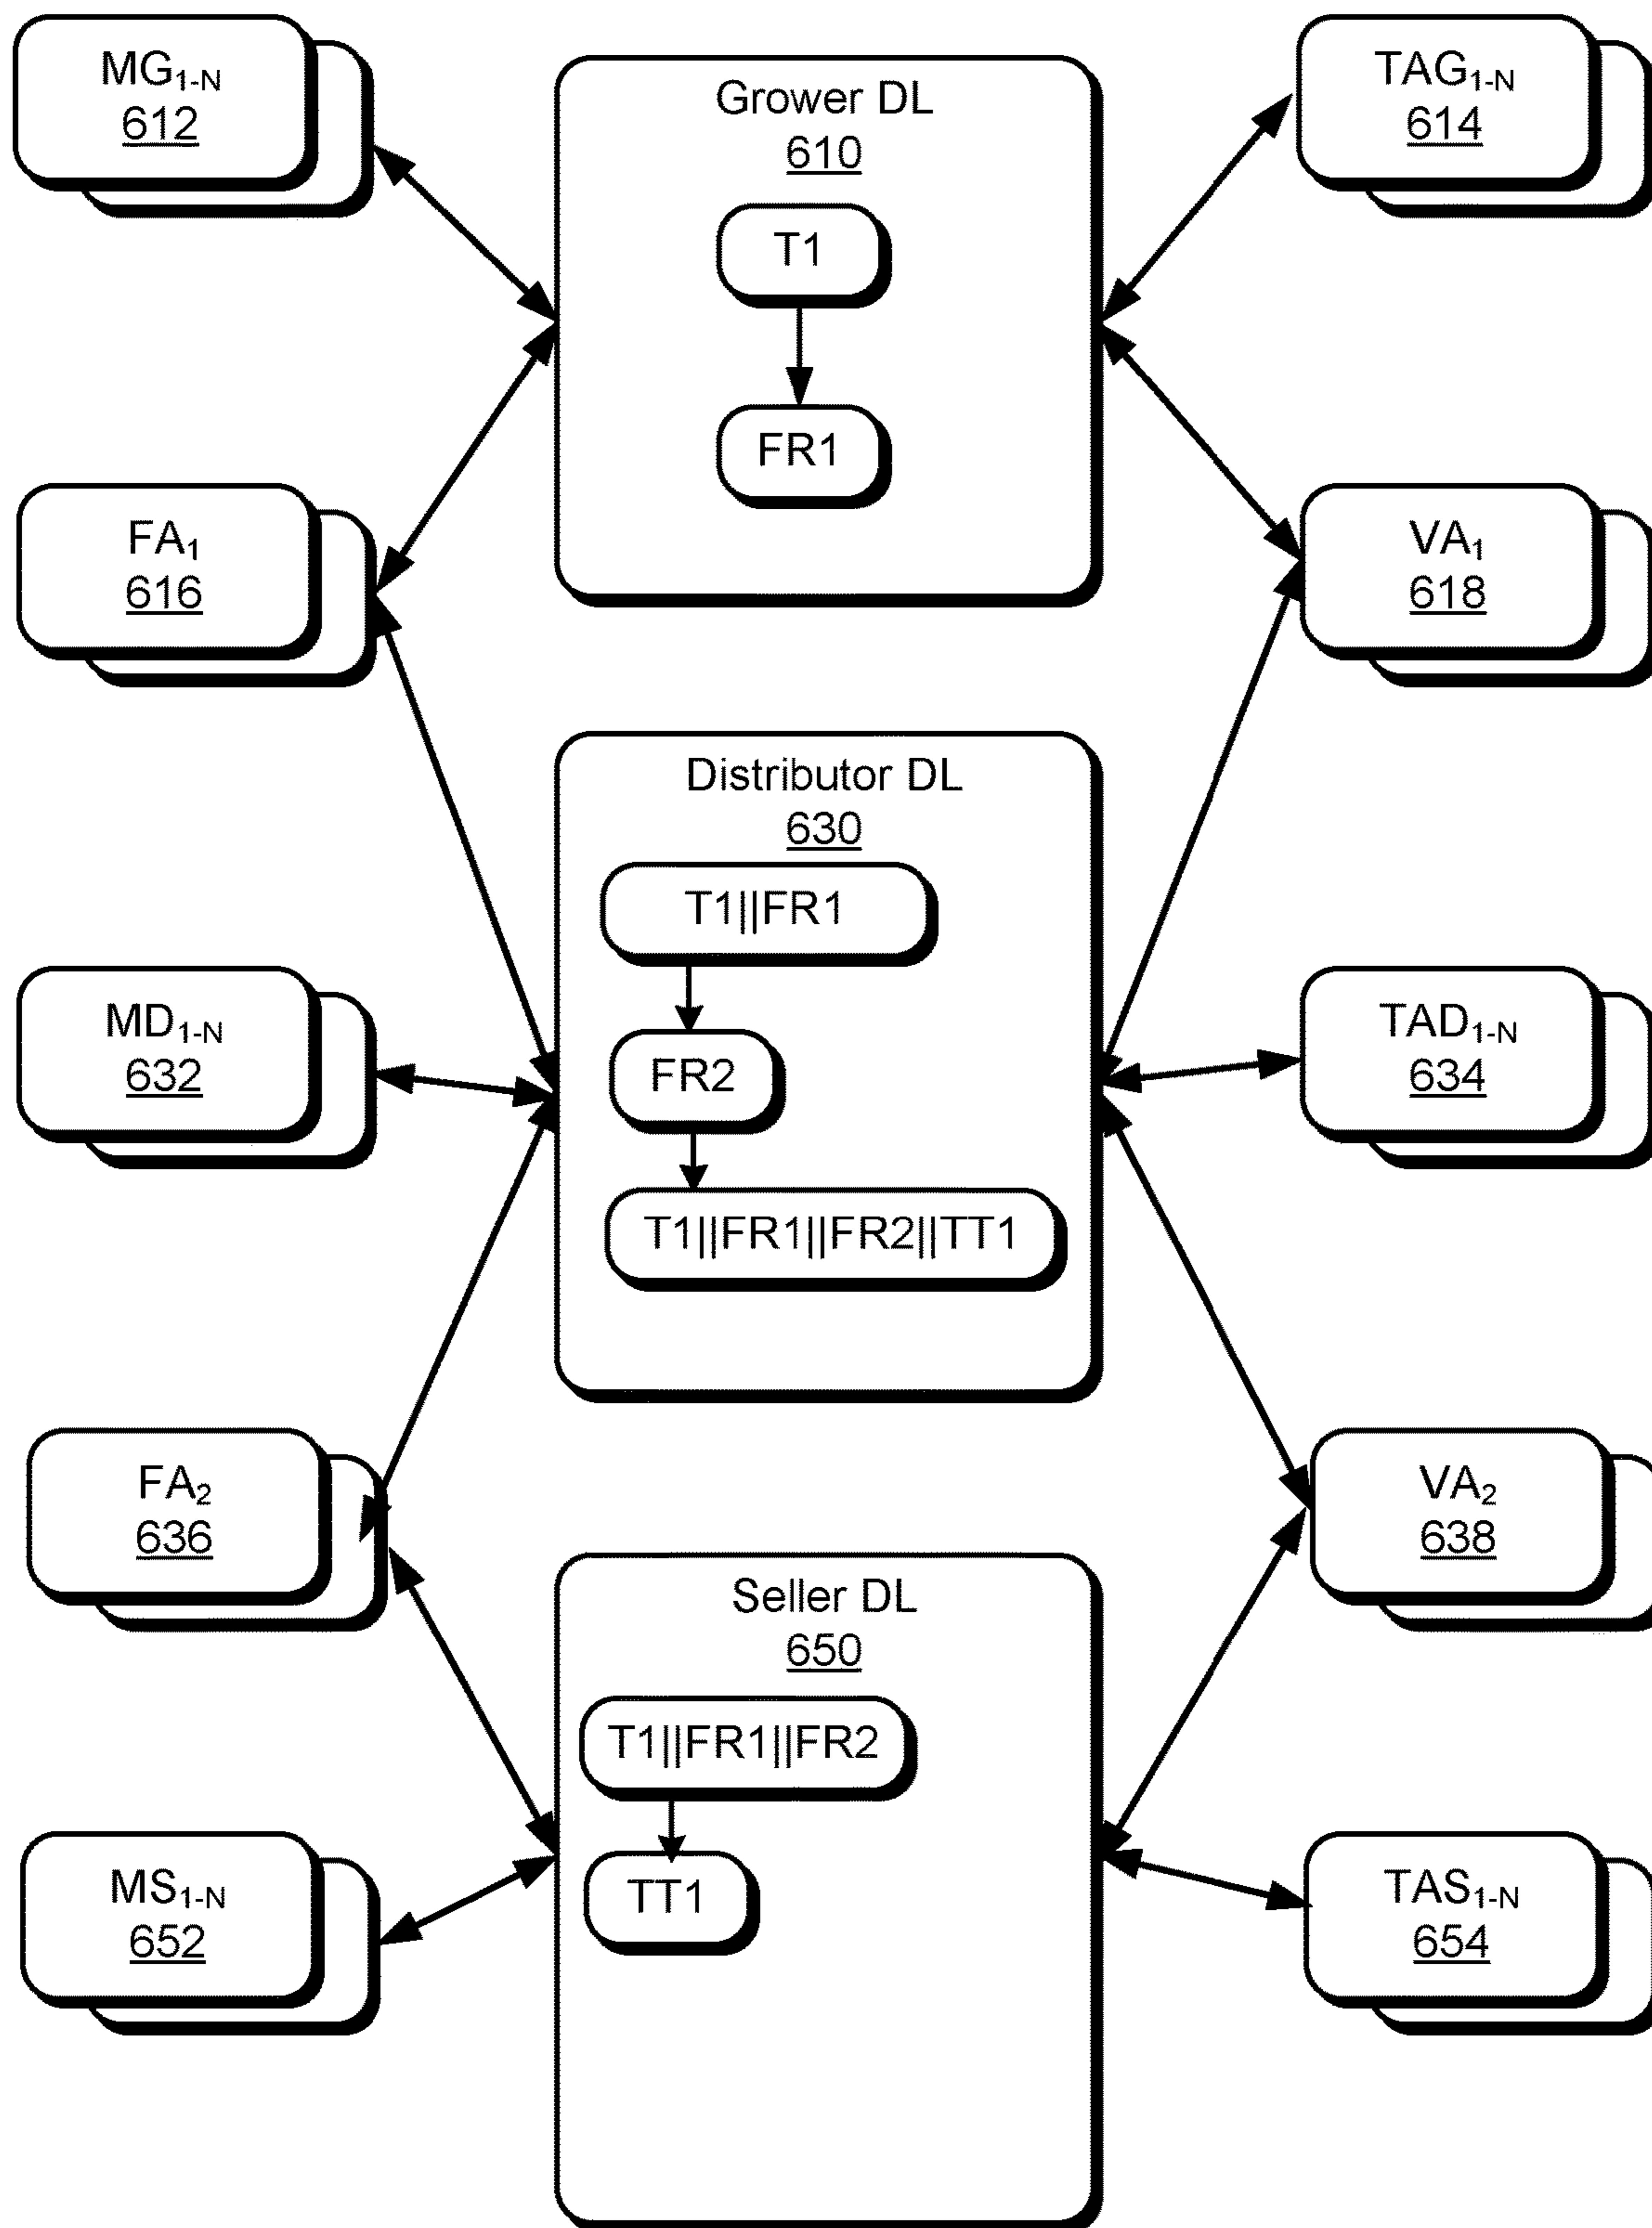 MG1-N
612
Grower DL
610
TAG1-N
614
T1
FR1
FA1
616
VA1
618
Distributor DL
630
T1||FR1
MD1-N
632
FR2
TAD1-N
634
T1||FR1||FR2||TT1
FA2
636
VA2
638
Seller DL
650
T1||FR1||FR2
MS1-N
652
TT1
TAS1-N
654